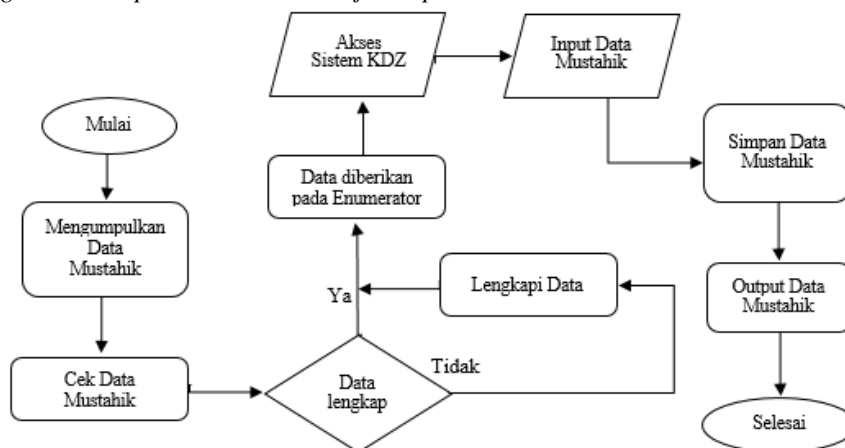 Mulai
Mengumpulkan
Data
Mustahik
Cek Data
Mustahik
Data
lengkap
Ya
Tidak
Lengkapi Data
Data diberikan
pada Enumerator
Akses
Sistem KDZ
Input Data
Mustahik
Simpan Data
Mustahik
Output Data
Mustahik
Selesai